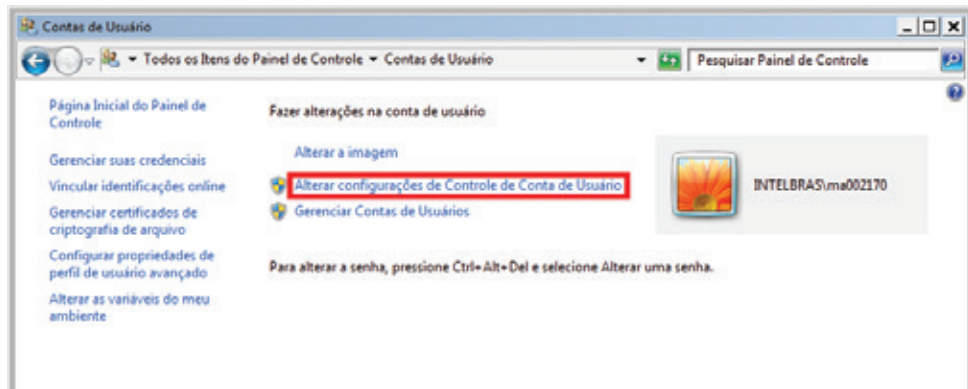 Contas de Usuário
Todos os Itens do Painel de Controle Contas de Usuário
Pesquisar Painel de Controle
Página Inicial do Painel de
Controle
Gerenciar suas credenciais
Vincular identificações online
Gerenciar certificados de
criptografia de arquivo
Configurar propriedades de
perfil de usuário avançado
Alterar as variáveis do meu
ambiente
Fazer alterações na conta de usuário
Alterar a imagem
Alterar configurações de Controle de Conta de Usuário
Gerenciar Contas de Usuários
INTELBRAS\ma002170
Para alterar a senha, pressione Ctrl+Alt+Del e selecione Alterar uma senha.